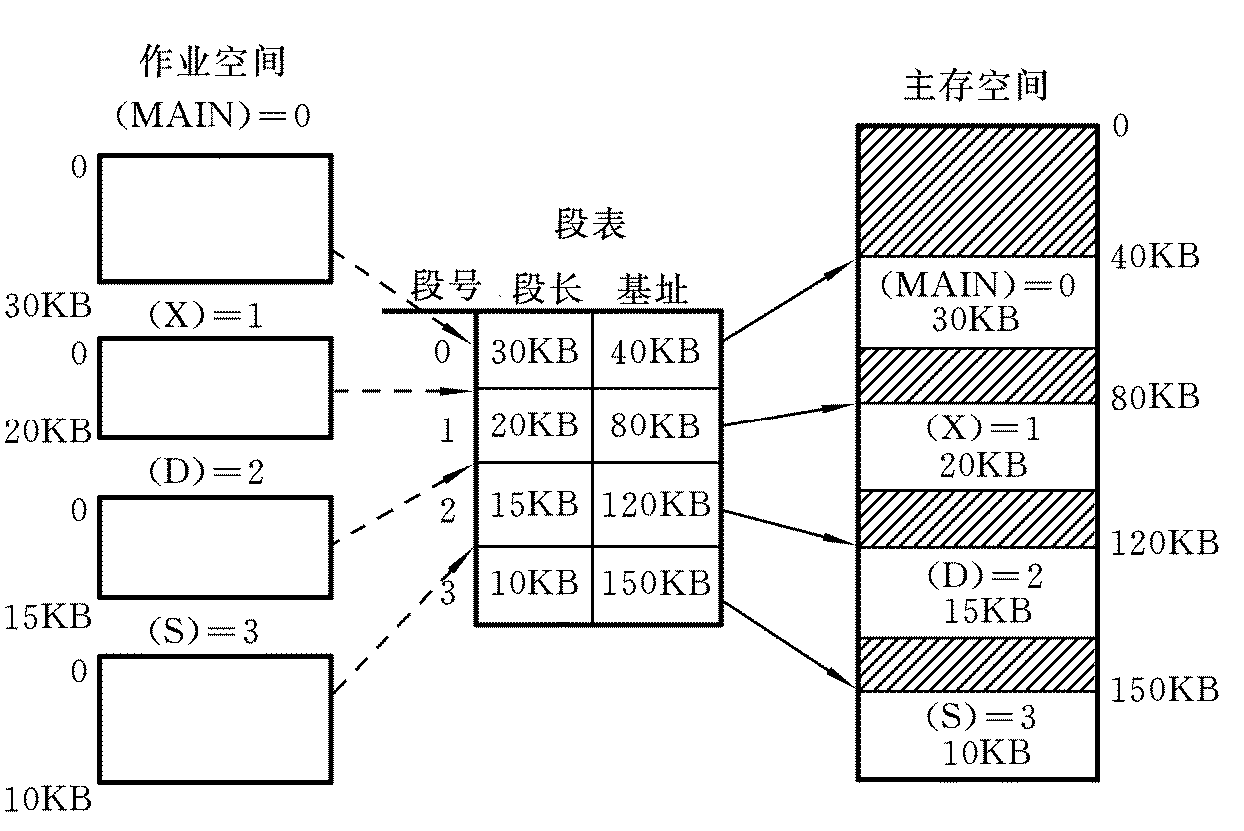 作业空间
(MAIN)=0
0
30KB
(X)=1
0
20KB
(D)=2
0
15KB
(S)=3
0
10KB
段表
段号 段长 基址
0 30KB 40KB
1 20KB 80KB
2 15KB 120KB
3 10KB 150KB
主存空间
0
40KB
(MAIN)=0
30KB
80KB
(X)=1
20KB
120KB
(D)=2
15KB
150KB
(S)=3
10KB